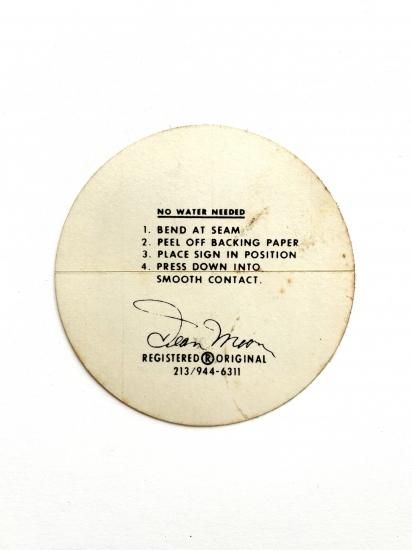 NO WATER NEEDED
1. BEND AT SEAM
2. PEEL OFF BACKING PAPER
3. PLACE SIGN IN POSITION
4. PRESS DOWN INTO
SMOOTH CONTACT.
Dean Moon
REGISTERED ® ORIGINAL
213/944-6311